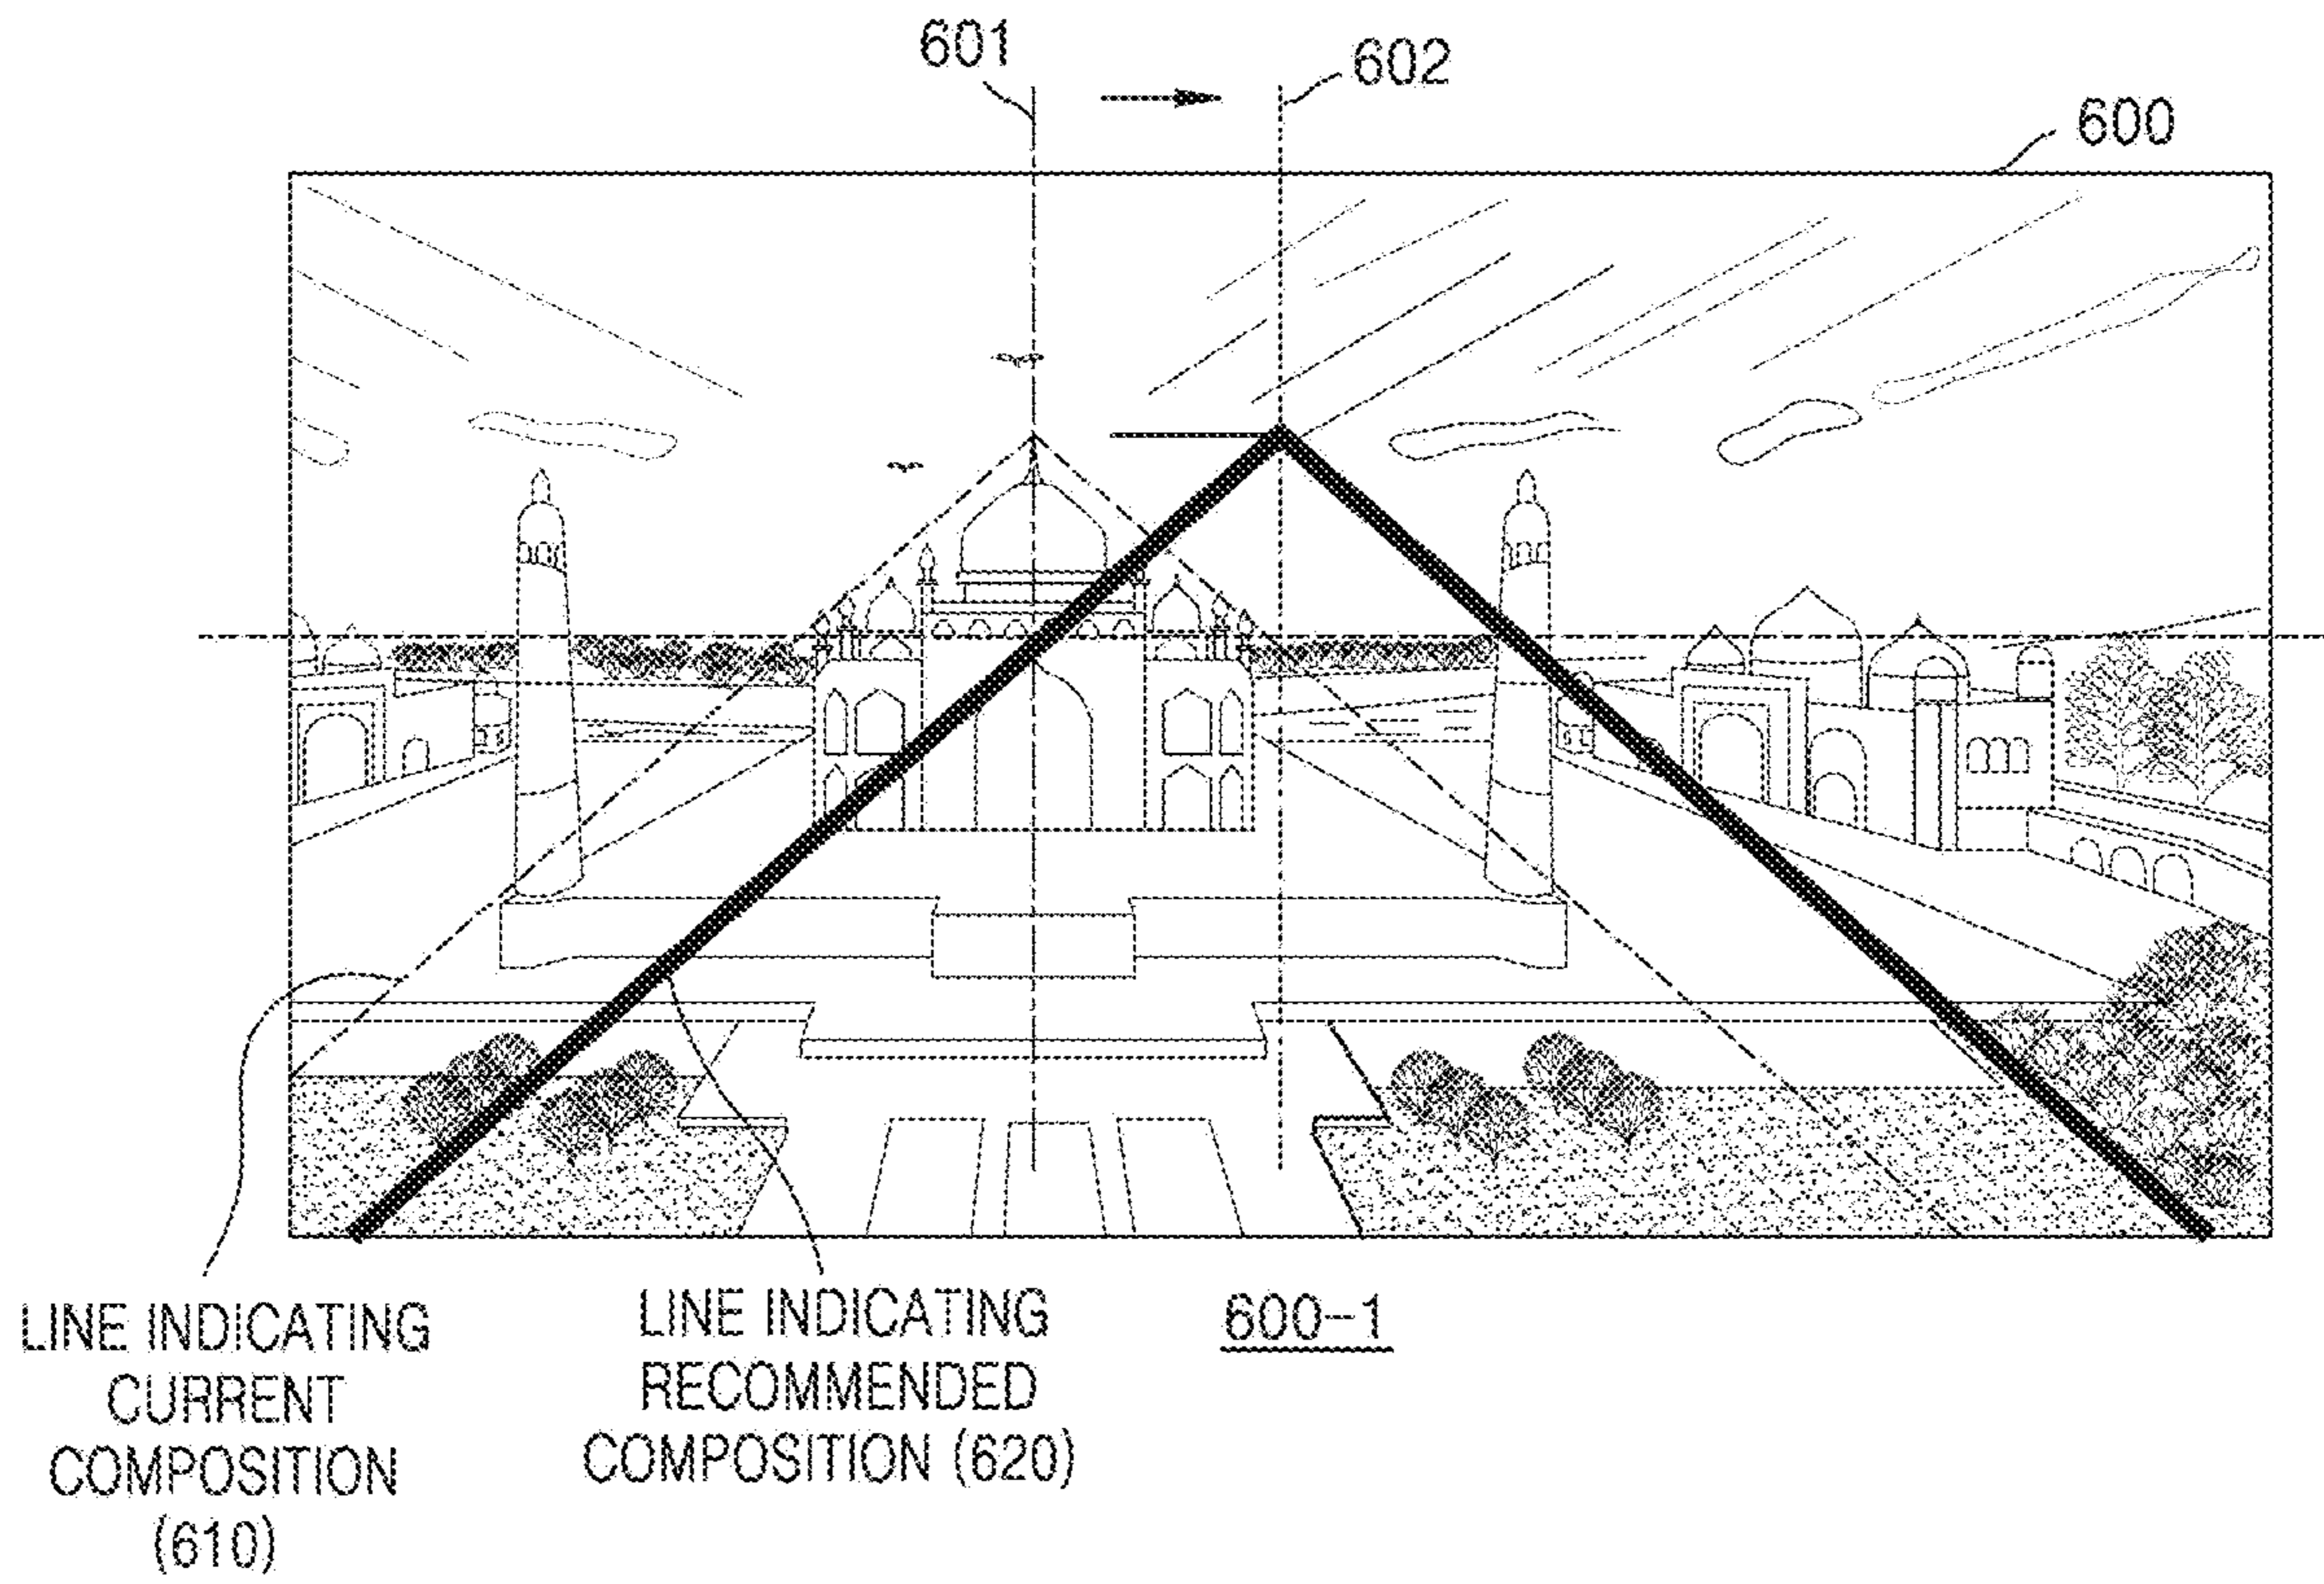 601
602
600
LINE INDICATING
CURRENT
COMPOSITION
(610)
LINE INDICATING
RECOMMENDED
COMPOSITION (620)
600-1